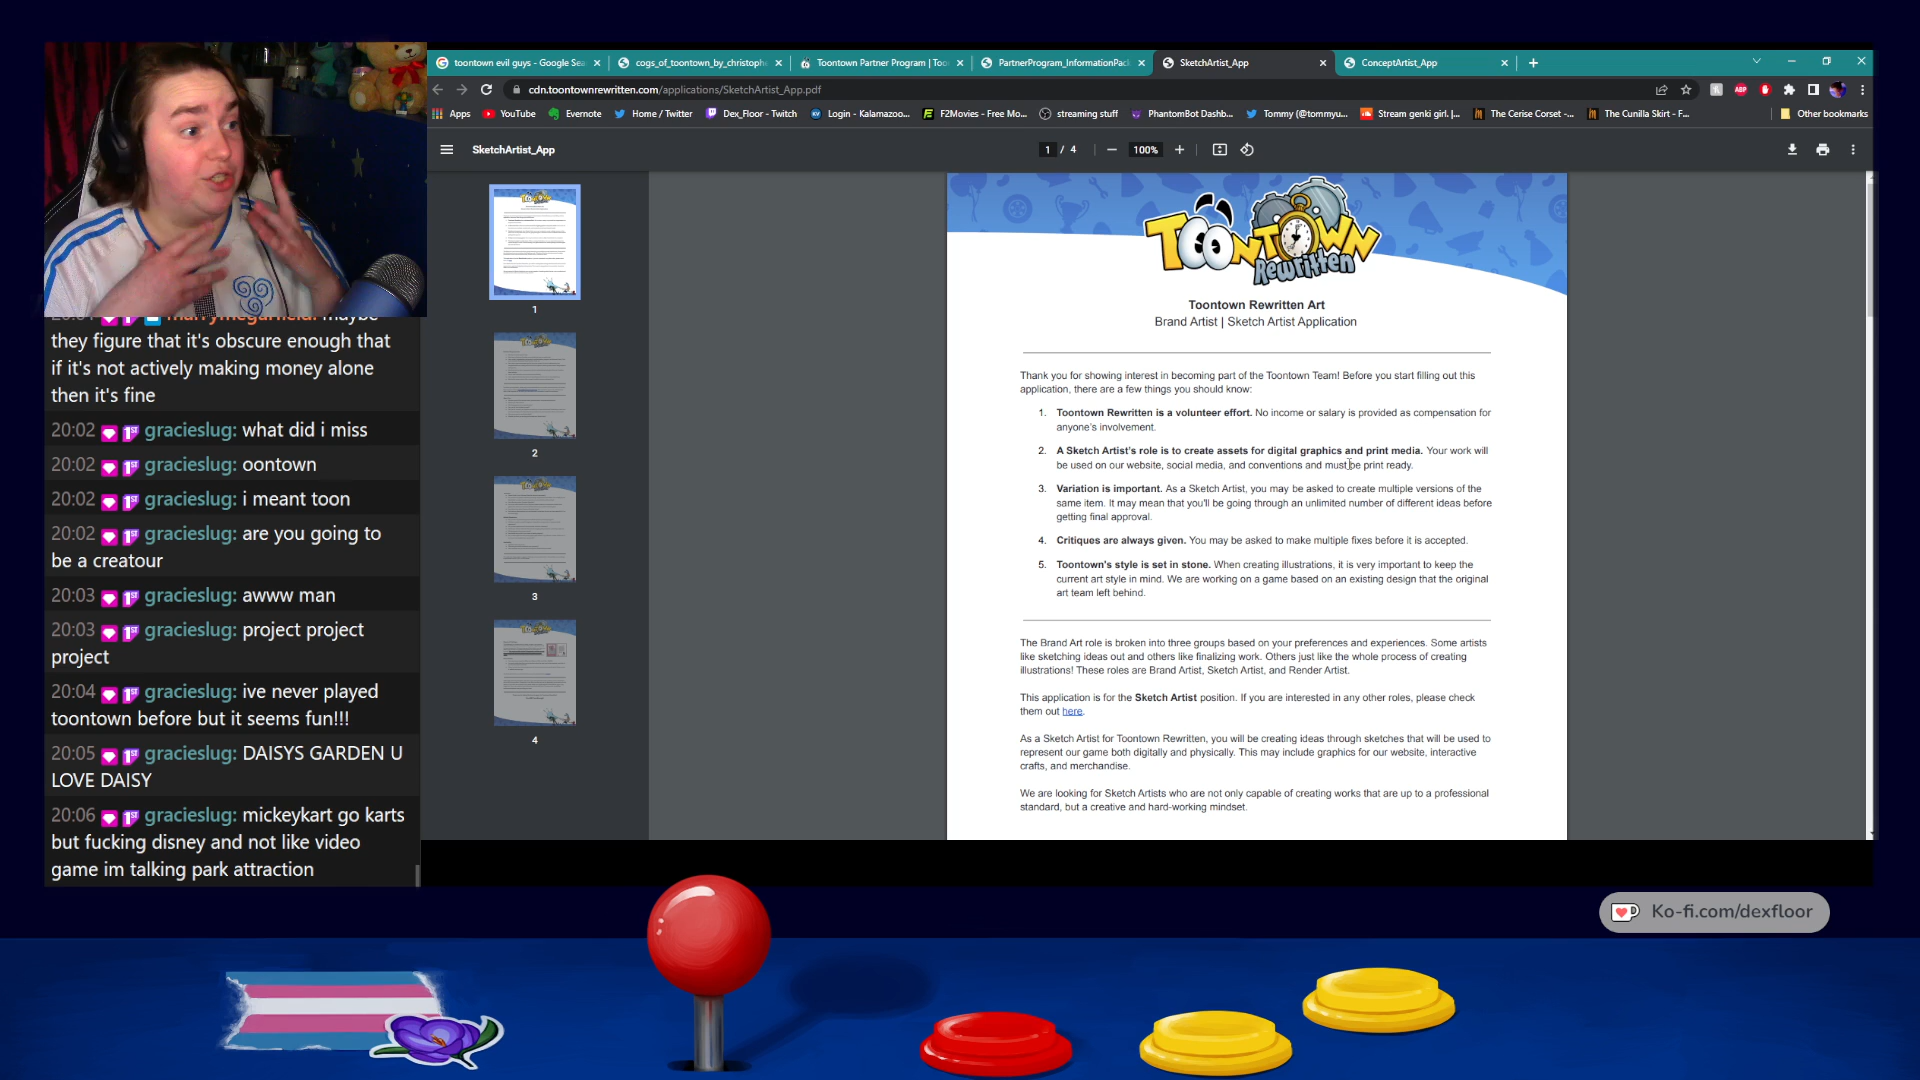 toontown evil guys - Google Sea
cogs_of_toontown_by_christophe
Toontown Partner Program | Too
PartnerProgram_InformationPac
SketchArtist_App
ConceptArtist_App
cdn.toontownrewritten.com/applications/SketchArtist_App.pdf
Apps
YouTube
Evernote
Home / Twitter
Dex_Floor - Twitch
Login - Kalamazoo...
F2Movies - Free Mo...
streaming stuff
PhantomBot Dashb...
Tommy (@tommyu...
Stream genki girl. |...
The Cerise Corset -...
The Cunilla Skirt - F...
Other bookmarks
SketchArtist_App
1 / 4
100%
1
2
3
4
TOONTOWN
Rewritten
Toontown Rewritten Art
Brand Artist | Sketch Artist Application
Thank you for showing interest in becoming part of the Toontown Team! Before you start filling out this
application, there are a few things you should know:
1. Toontown Rewritten is a volunteer effort. No income or salary is provided as compensation for
anyone's involvement.
2. A Sketch Artist's role is to create assets for digital graphics and print media. Your work will
be used on our website, social media, and conventions and must be print ready.
3. Variation is important. As a Sketch Artist, you may be asked to create multiple versions of the
same item. It may mean that you'll be going through an unlimited number of different ideas before
getting final approval.
4. Critiques are always given. You may be asked to make multiple fixes before it is accepted.
5. Toontown's style is set in stone. When creating illustrations, it is very important to keep the
current art style in mind. We are working on a game based on an existing design that the original
art team left behind.
The Brand Art role is broken into three groups based on your preferences and experiences. Some artists
like sketching ideas out and others like finalizing work. Others just like the whole process of creating
illustrations! These roles are Brand Artist, Sketch Artist, and Render Artist.
This application is for the Sketch Artist position. If you are interested in any other roles, please check
them out here.
As a Sketch Artist for Toontown Rewritten, you will be creating ideas through sketches that will be used to
represent our game both digitally and physically. This may include graphics for our website, interactive
crafts, and merchandise.
We are looking for Sketch Artists who are not only capable of creating works that are up to a professional
standard, but a creative and hard-working mindset.
maybe
they figure that it's obscure enough that
if it's not actively making money alone
then it's fine
20:02 gracieslug: what did i miss
20:02 gracieslug: oontown
20:02 gracieslug: i meant toon
20:02 gracieslug: are you going to
be a creatour
20:03 gracieslug: awww man
20:03 gracieslug: project project
project
20:04 gracieslug: ive never played
toontown before but it seems fun!!!
20:05 gracieslug: DAISYS GARDEN U
LOVE DAISY
20:06 gracieslug: mickeykart go karts
but fucking disney and not like video
game im talking park attraction
Ko-fi.com/dexfloor